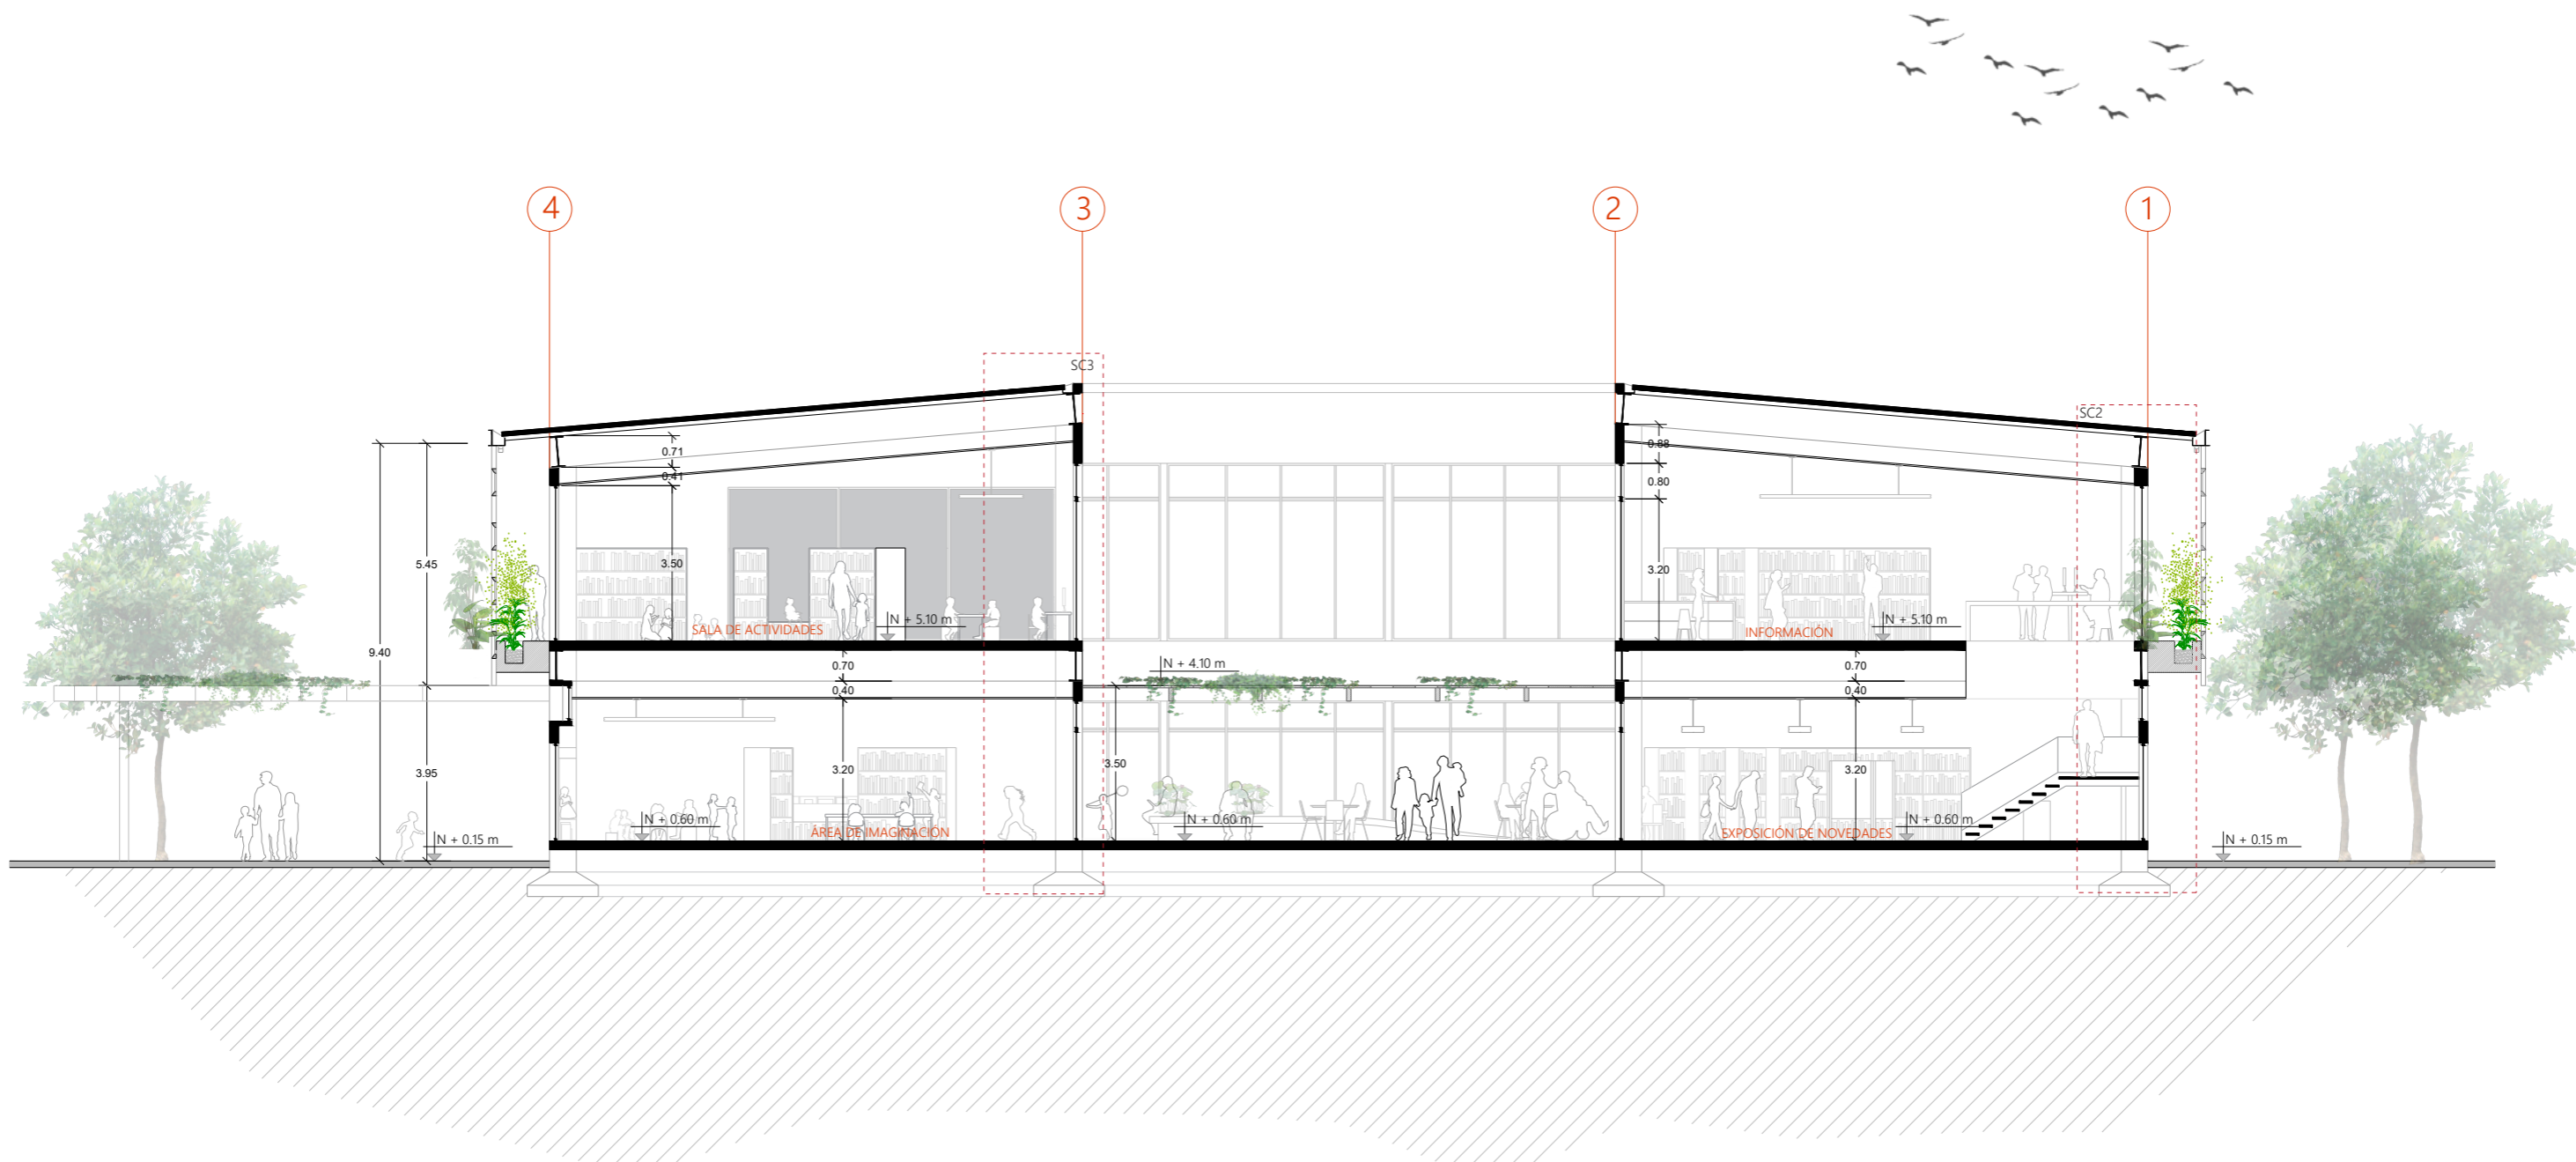 4
3
2
1
SC3
SC2
0.71
0.41
3.50
0.88
0.80
3.20
5.45
9.40
3.95
SALA DE ACTIVIDADES
N + 5.10 m
INFORMACIÓN
N + 5.10 m
0.70
0.40
3.20
N + 4.10 m
3.50
0.70
0.40
3.20
N + 0.60 m
ÁREA DE IMAGINACIÓN
N + 0.60 m
EXPOSICIÓN DE NOVEDADES
N + 0.60 m
N + 0.15 m
N + 0.15 m